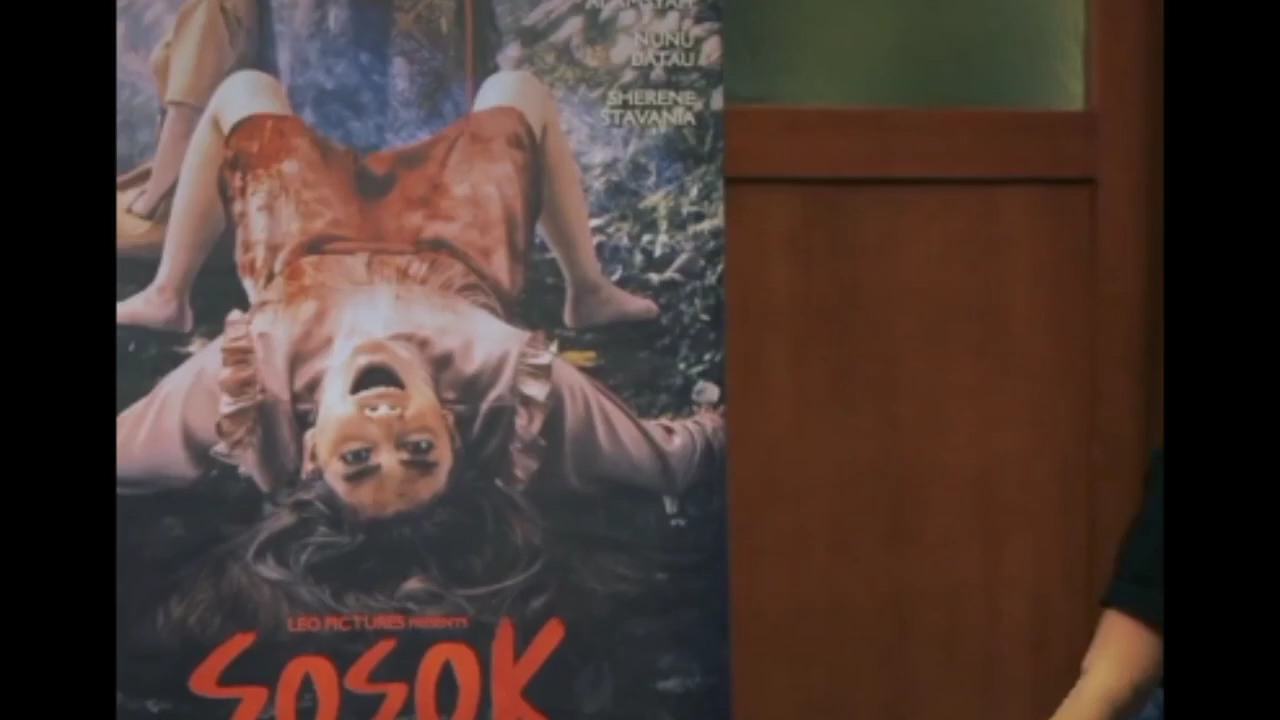 NUNU
DATAU
SHERENE
STAVANIA
LEO PICTURES PRESENTS
SOSOK